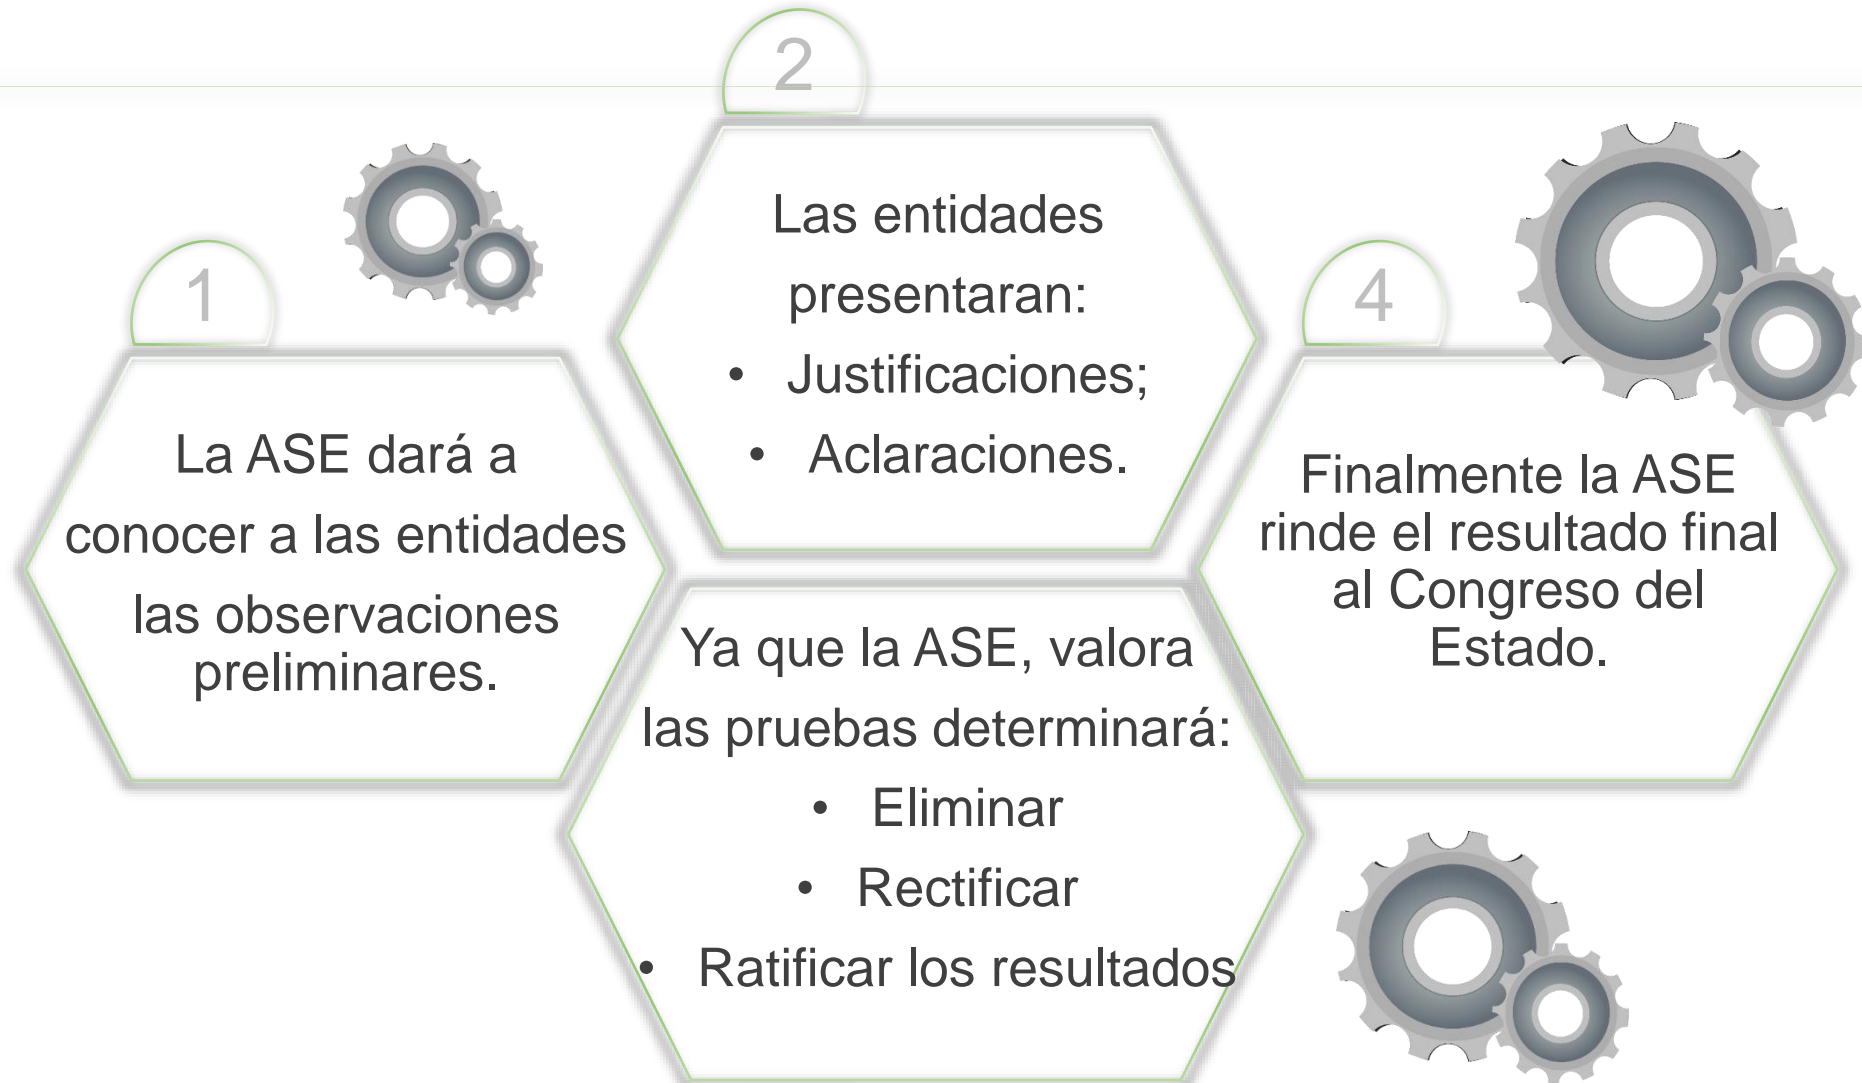 1
La ASE dará a
conocer a las entidades
las observaciones
preliminares.
2
Las entidades
presentaran:
• Justificaciones;
• Aclaraciones.
Ya que la ASE, valora
las pruebas determinará:
• Eliminar
• Rectificar
• Ratificar los resultados
4
Finalmente la ASE
rinde el resultado final
al Congreso del
Estado.